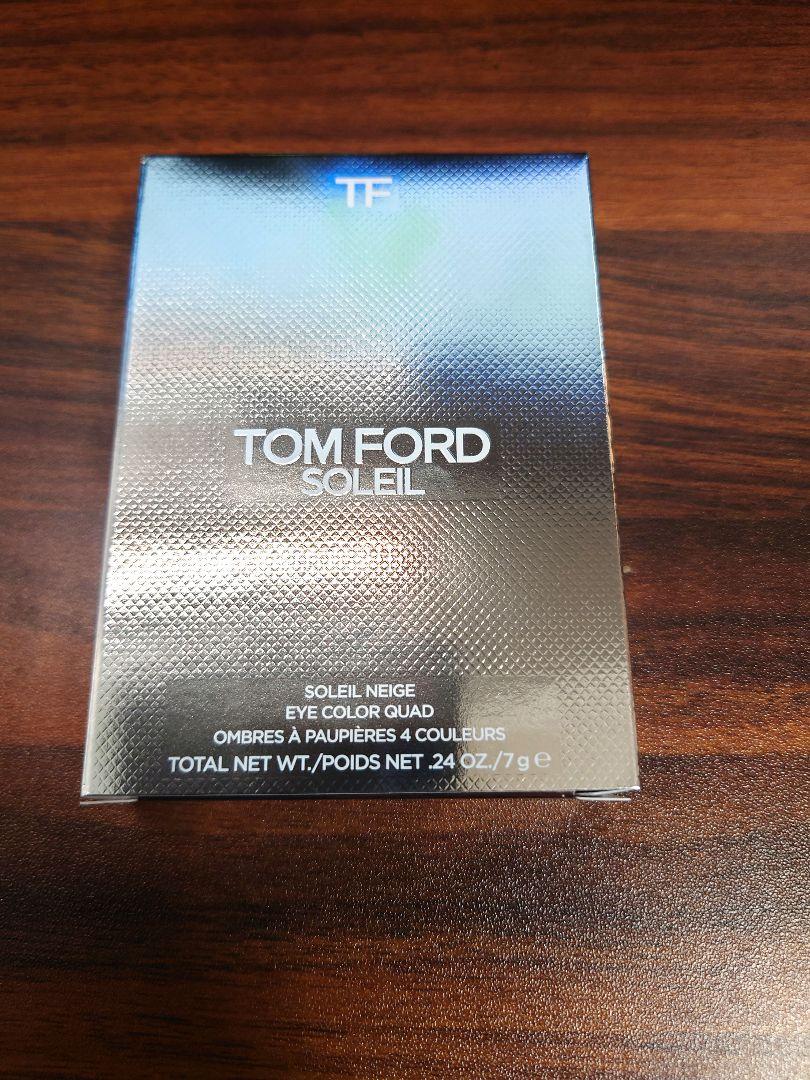 TF
TOM FORD
SOLEIL
SOLEIL NEIGE
EYE COLOR QUAD
OMBRES À PAUPIÈRES 4 COULEURS
TOTAL NET WT./POIDS NET .24 OZ./7 g ℮